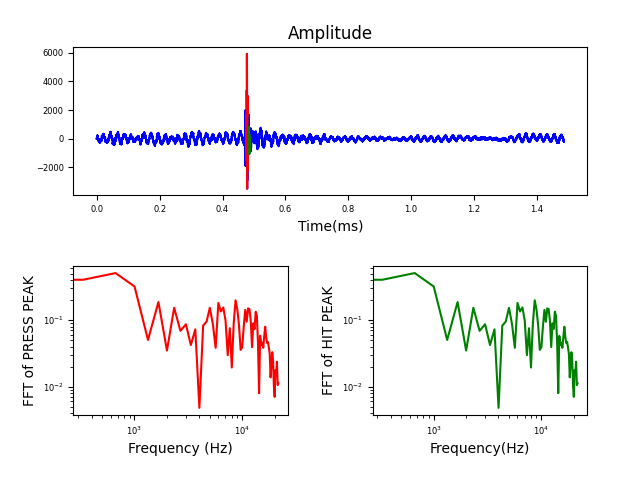 Amplitude
6000
4000
2000
0
−2000
0.0 0.2 0.4 0.6 0.8 1.0 1.2 1.4
Time(ms)
FFT of PRESS PEAK
10⁻¹
10⁻²
10³ 10⁴
Frequency (Hz)
FFT of HIT PEAK
10⁻¹
10⁻²
10³ 10⁴
Frequency(Hz)